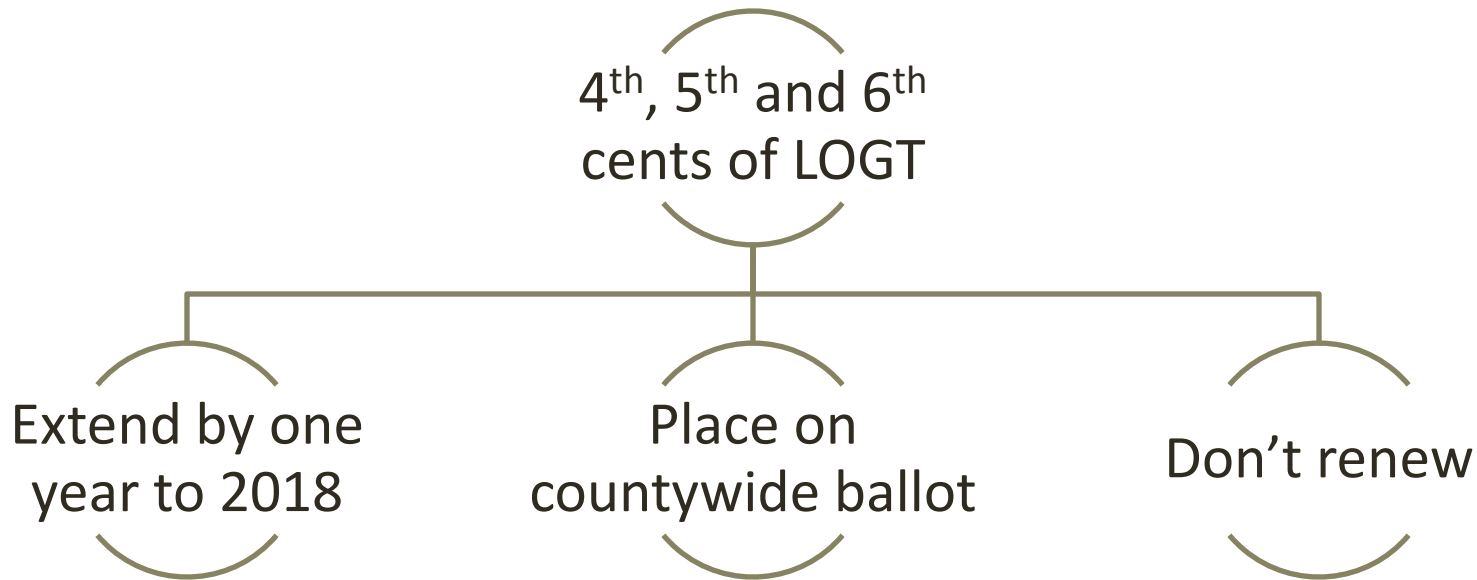 4th, 5th and 6th
cents of LOGT
Extend by one
year to 2018
Place on
countywide ballot
Don’t renew